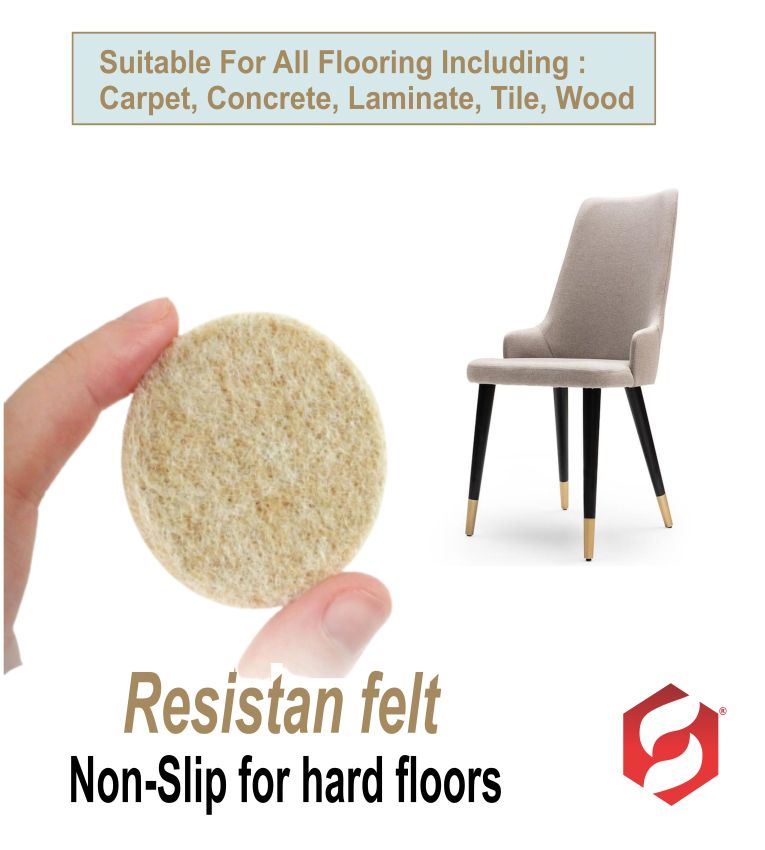 Suitable For All Flooring Including :
Carpet, Concrete, Laminate, Tile, Wood
Resistan felt
Non-Slip for hard floors
®